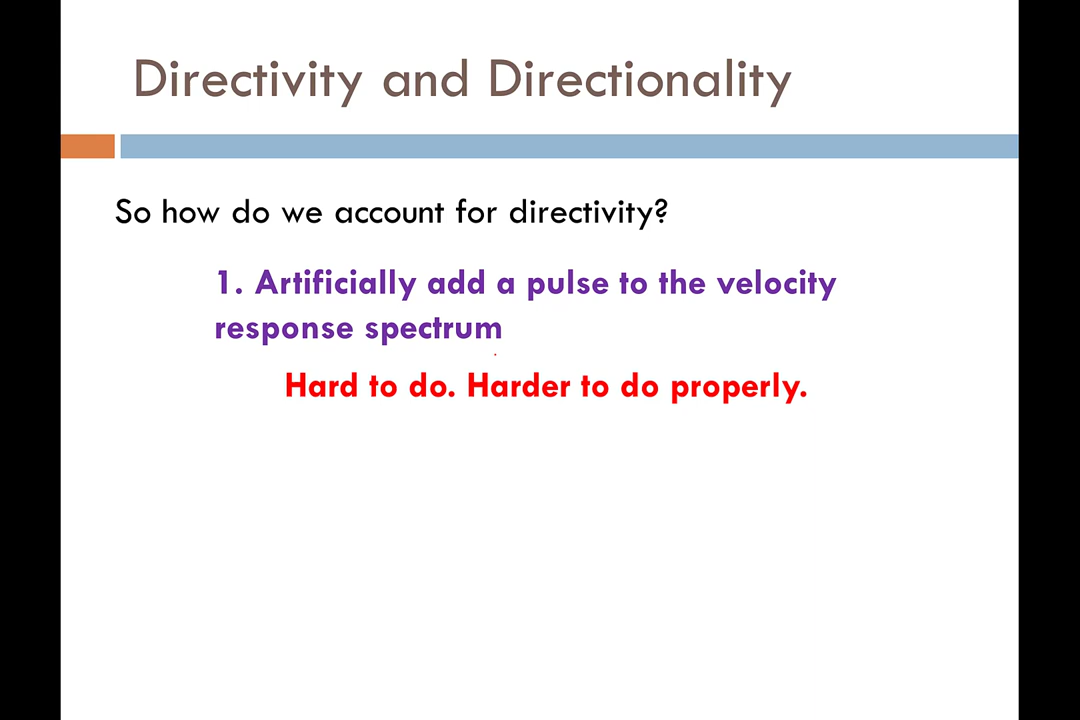 Directivity and Directionality
So how do we account for directivity?
1. Artificially add a pulse to the velocity
response spectrum
Hard to do. Harder to do properly.